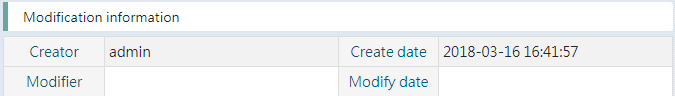 Modification information
Creator admin Create date 2018-03-16 16:41:57
Modifier Modify date